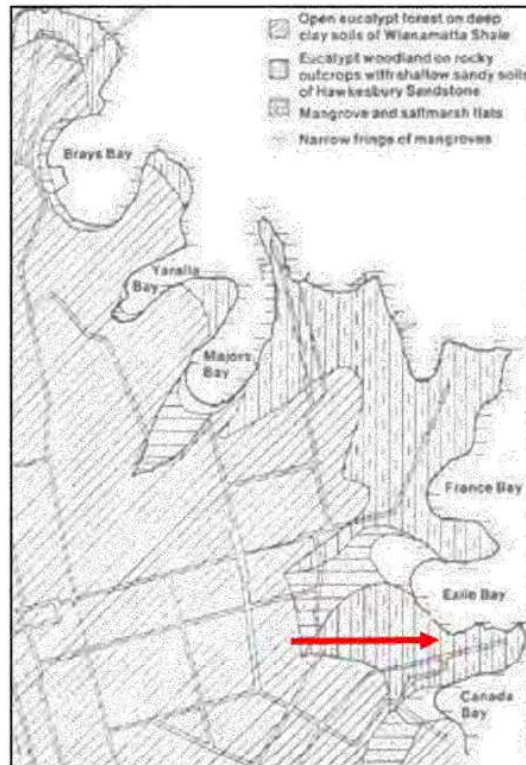 Open eucalypt forest on deep
clay soils of Wianamatta Shale
Eucalypt woodland on rocky
outcrops with shallow sandy soils
of Hawkesbury Sandstone
Mangrove and saltmarsh flats
Narrow fringe of mangroves
Brays Bay
Yaralla
Bay
Majors
Bay
France Bay
Exile Bay
Canada
Bay